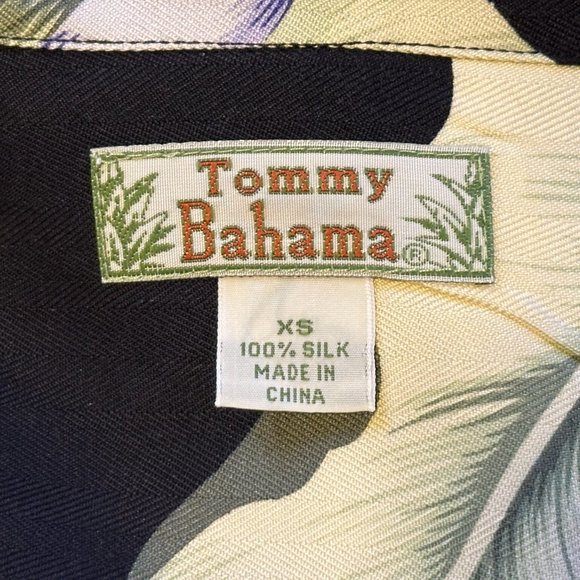 Tommy
Bahama®
XS
100% SILK
MADE IN
CHINA